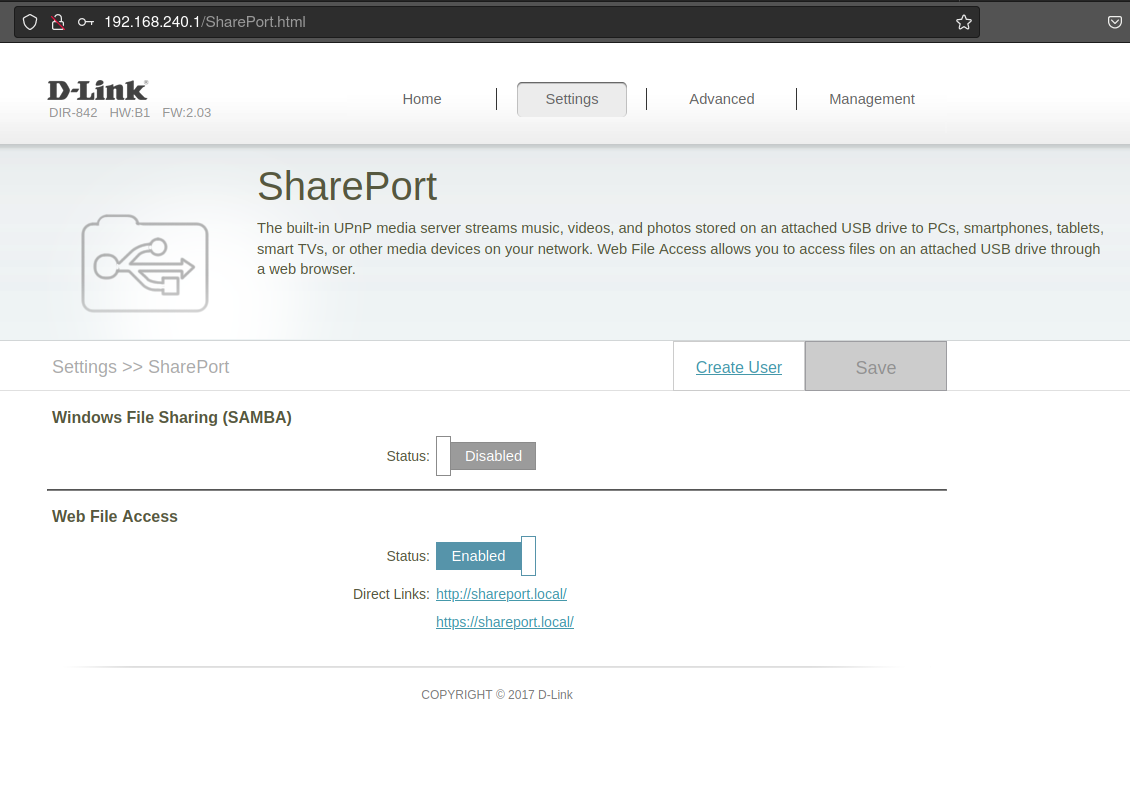 192.168.240.1/SharePort.html
D-Link®
DIR-842 HW:B1 FW:2.03
Home Settings Advanced Management
SharePort
The built-in UPnP media server streams music, videos, and photos stored on an attached USB drive to PCs, smartphones, tablets,
smart TVs, or other media devices on your network. Web File Access allows you to access files on an attached USB drive through
a web browser.
Settings >> SharePort Create User Save
Windows File Sharing (SAMBA)
Status: Disabled
Web File Access
Status: Enabled
Direct Links: http://shareport.local/
https://shareport.local/
COPYRIGHT © 2017 D-Link